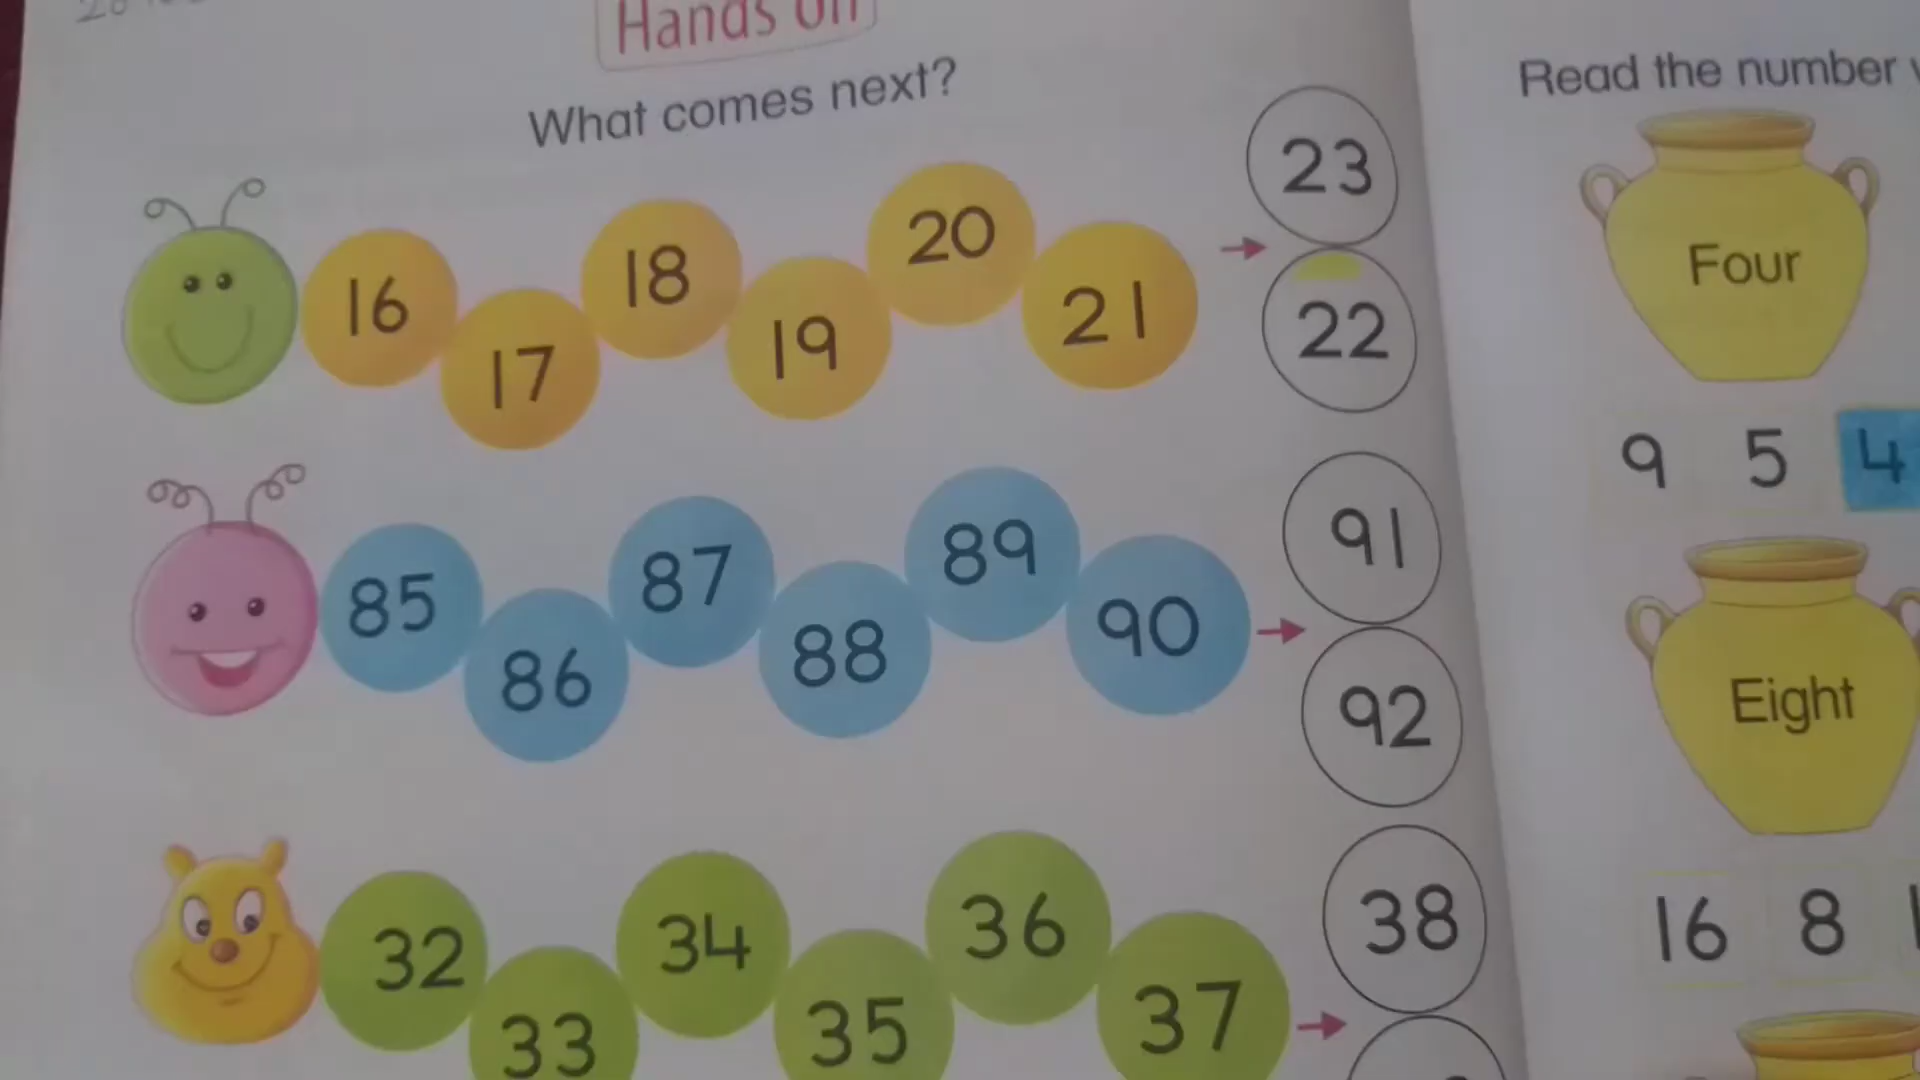 Hands on
What comes next?
16 17 18 19 20 21
23
22
85 86 87 88 89 90
91
92
32 33 34 35 36 37
38
Read the number
Four
9 5 4
Eight
16 8